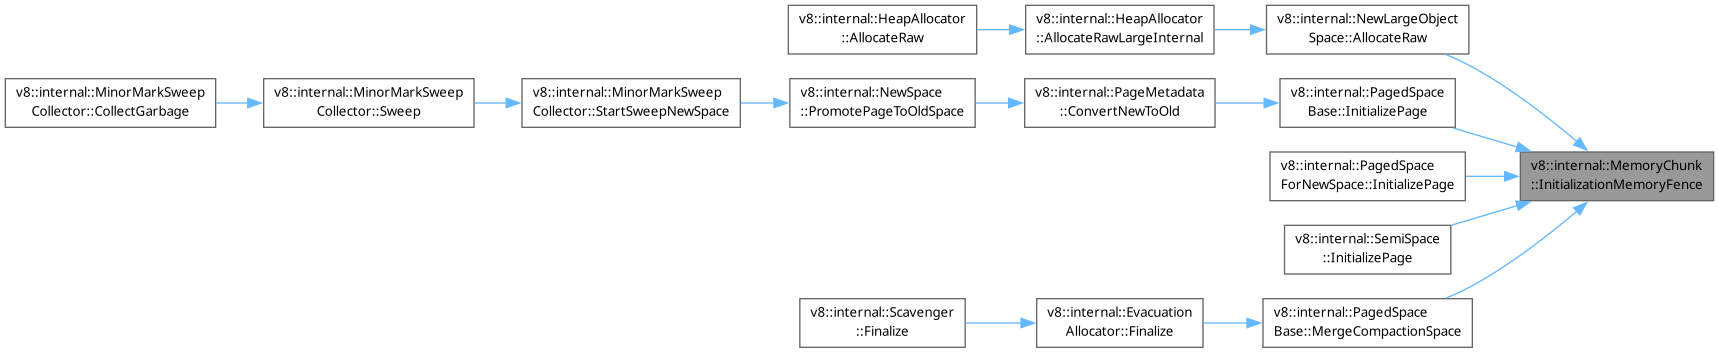 v8::internal::HeapAllocator
::AllocateRaw
v8::internal::HeapAllocator
::AllocateRawLargeInternal
v8::internal::NewLargeObject
Space::AllocateRaw
v8::internal::MinorMarkSweep
Collector::CollectGarbage
v8::internal::MinorMarkSweep
Collector::Sweep
v8::internal::MinorMarkSweep
Collector::StartSweepNewSpace
v8::internal::NewSpace
::PromotePageToOldSpace
v8::internal::PageMetadata
::ConvertNewToOld
v8::internal::PagedSpace
Base::InitializePage
v8::internal::PagedSpace
ForNewSpace::InitializePage
v8::internal::MemoryChunk
::InitializationMemoryFence
v8::internal::SemiSpace
::InitializePage
v8::internal::Scavenger
::Finalize
v8::internal::Evacuation
Allocator::Finalize
v8::internal::PagedSpace
Base::MergeCompactionSpace